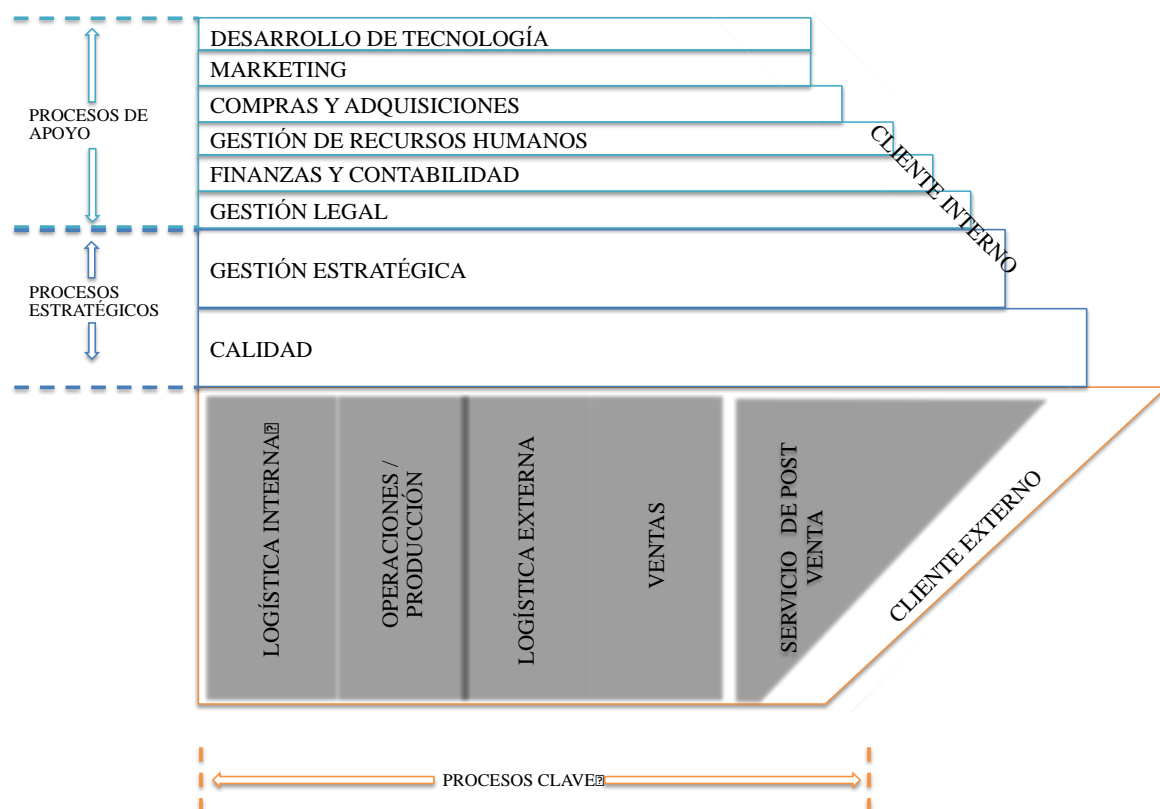 DESARROLLO DE TECNOLOGÍA
MARKETING
COMPRAS Y ADQUISICIONES
GESTIÓN DE RECURSOS HUMANOS
FINANZAS Y CONTABILIDAD
GESTIÓN LEGAL
PROCESOS DE
APOYO
CLIENTE INTERNO
GESTIÓN ESTRATÉGICA
CALIDAD
PROCESOS
ESTRATÉGICOS
LOGÍSTICA INTERNA
OPERACIONES /
PRODUCCIÓN
LOGÍSTICA EXTERNA
VENTAS
SERVICIO DE POST
VENTA
CLIENTE EXTERNO
PROCESOS CLAVE